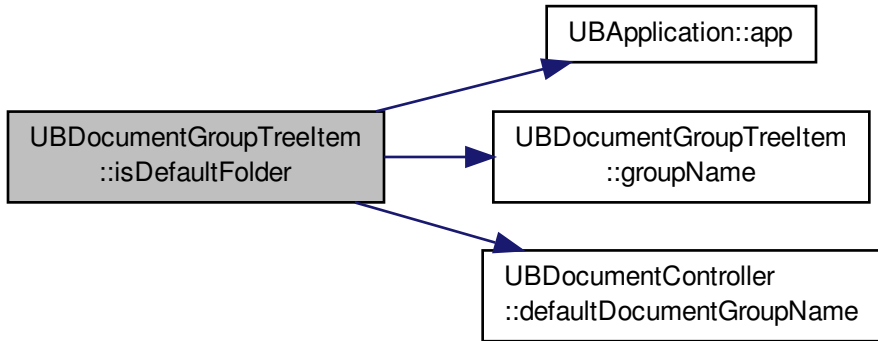 UBApplication::app
UBDocumentGroupTreeItem
::isDefaultFolder
UBDocumentGroupTreeItem
::groupName
UBDocumentController
::defaultDocumentGroupName